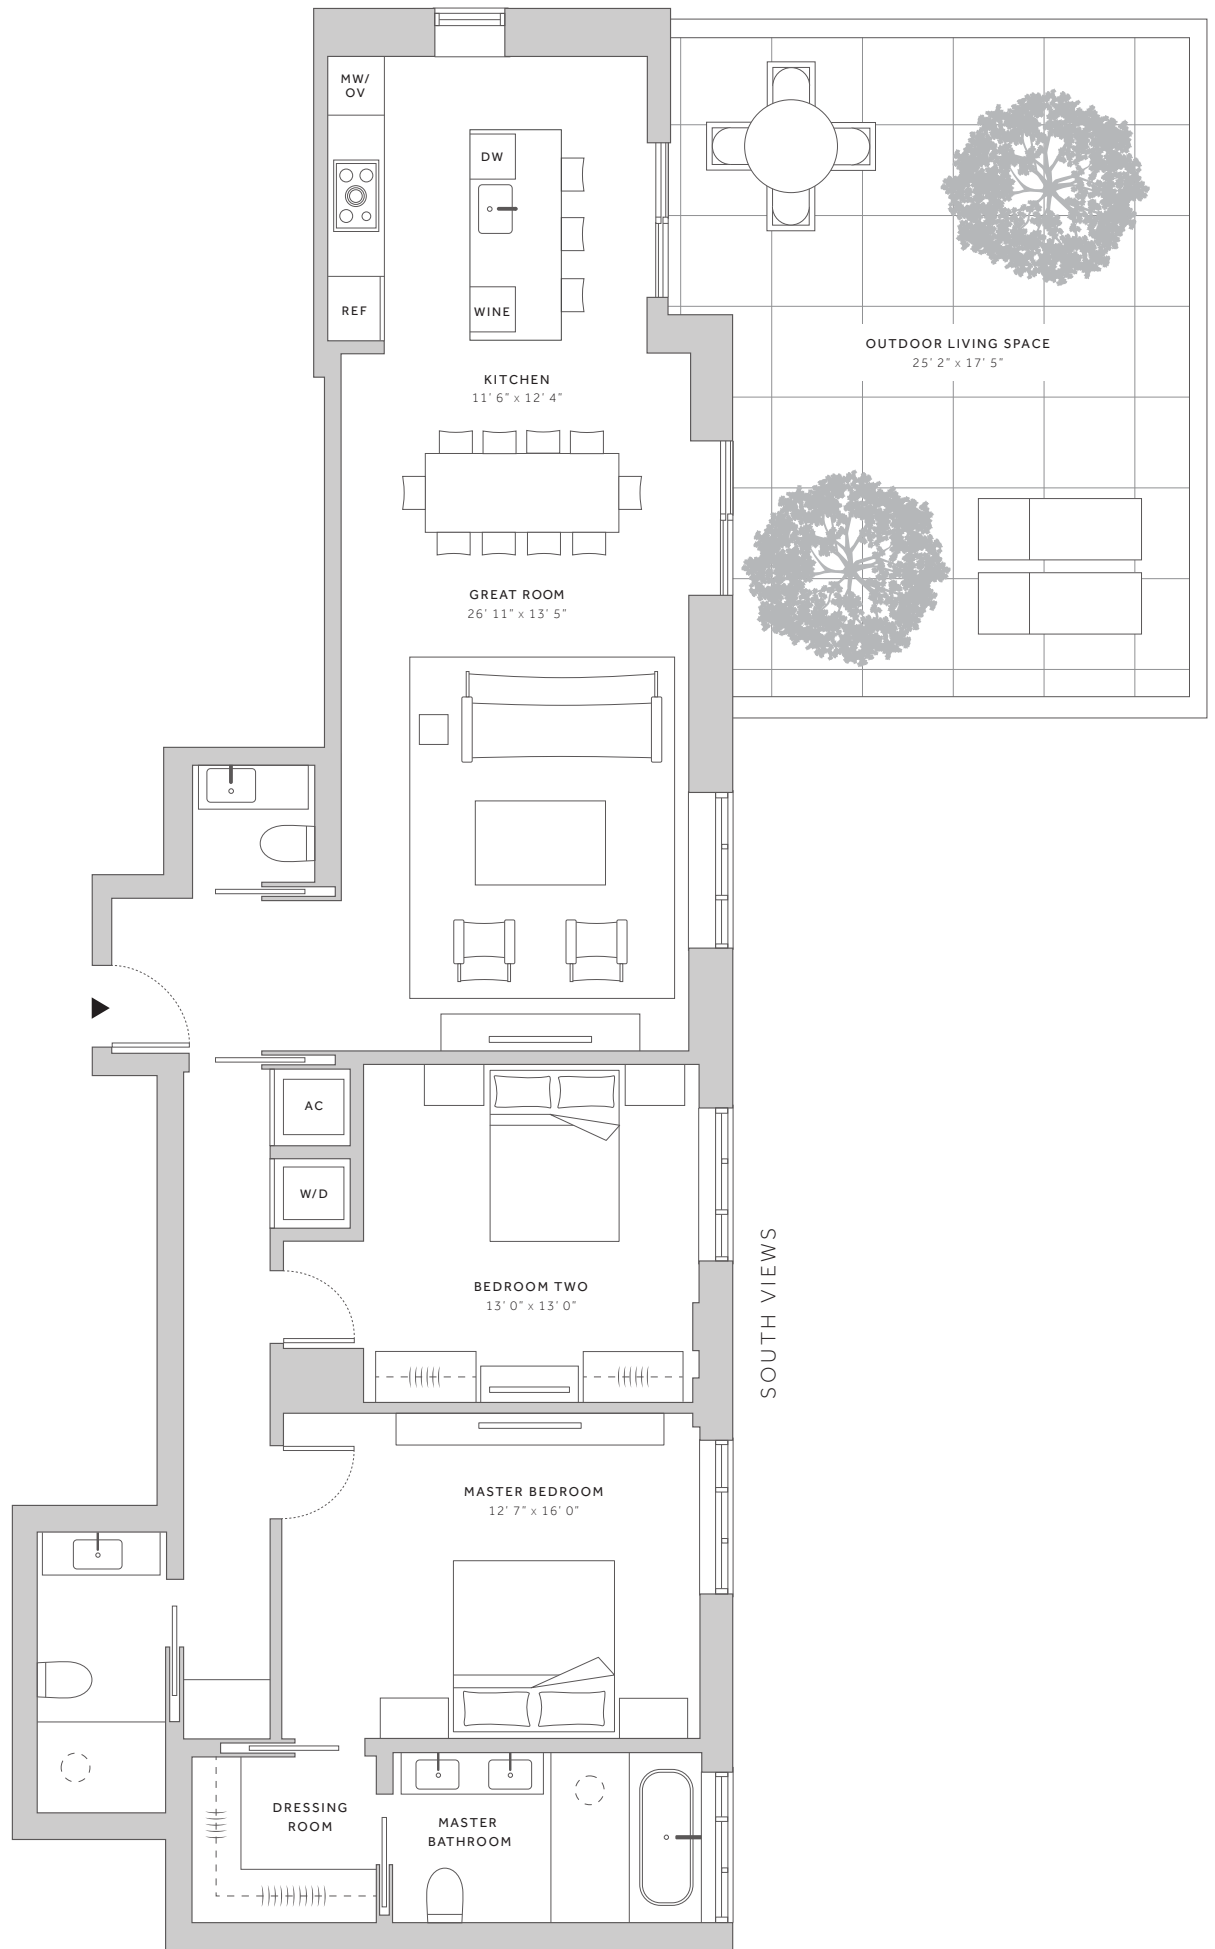 MW/
OV
DW
REF
WINE
KITCHEN
11’ 6” x 12’ 4”
OUTDOOR LIVING SPACE
25’ 2” x 17’ 5”
GREAT ROOM
26’ 11” x 13’ 5”
AC
W/D
BEDROOM TWO
13’ 0” x 13’ 0”
SOUTH VIEWS
MASTER BEDROOM
12’ 7” x 16’ 0”
DRESSING
ROOM
MASTER
BATHROOM